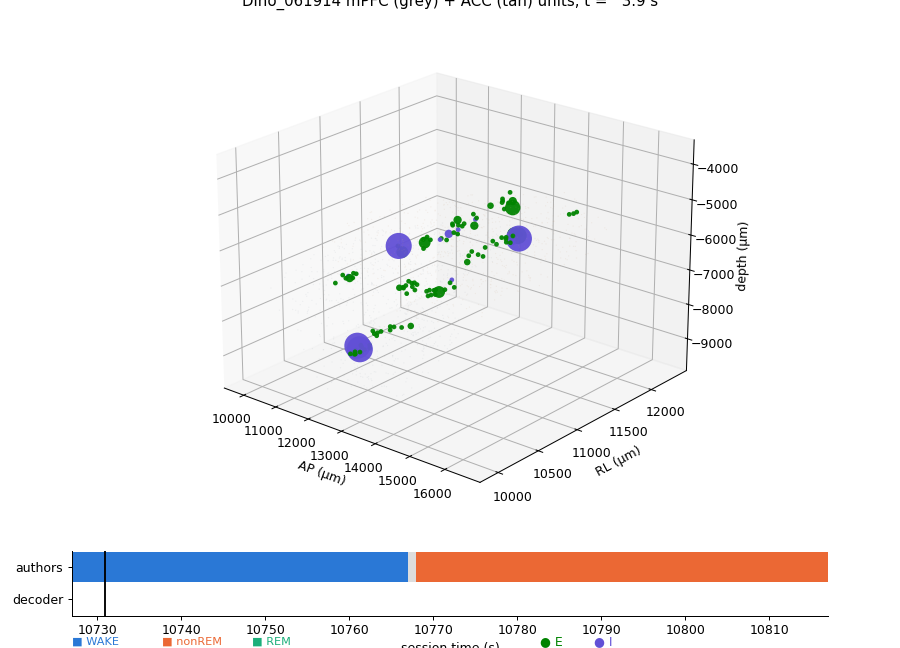 Dino_061914 mPFC (grey) + ACC (tan) units, t = 3.9 s
−4000
−5000
−6000
−7000
−8000
−9000
depth (μm)
10000
11000
12000
13000
14000
15000
16000
AP (μm)
10000
10500
11000
11500
12000
RL (μm)
authors
decoder
10730
10740
10750
10760
10770
10780
10790
10800
10810
session time (s)
WAKE
nonREM
REM
E
I